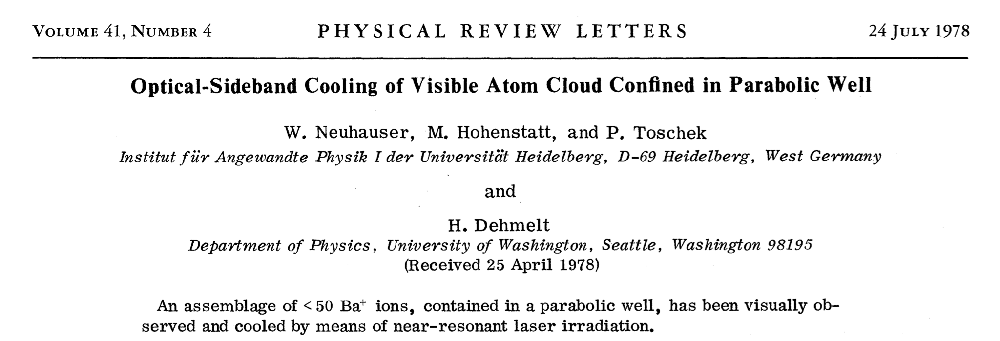 VOLUME 41, NUMBER 4 PHYSICAL REVIEW LETTERS 24 JULY 1978
Optical-Sideband Cooling of Visible Atom Cloud Confined in Parabolic Well
W. Neuhauser, M. Hohenstatt, and P. Toschek
Institut für Angewandte Physik I der Universität Heidelberg, D-69 Heidelberg, West Germany
and
H. Dehmelt
Department of Physics, University of Washington, Seattle, Washington 98195
(Received 25 April 1978)
An assemblage of < 50 Ba⁺ ions, contained in a parabolic well, has been visually ob-
served and cooled by means of near-resonant laser irradiation.